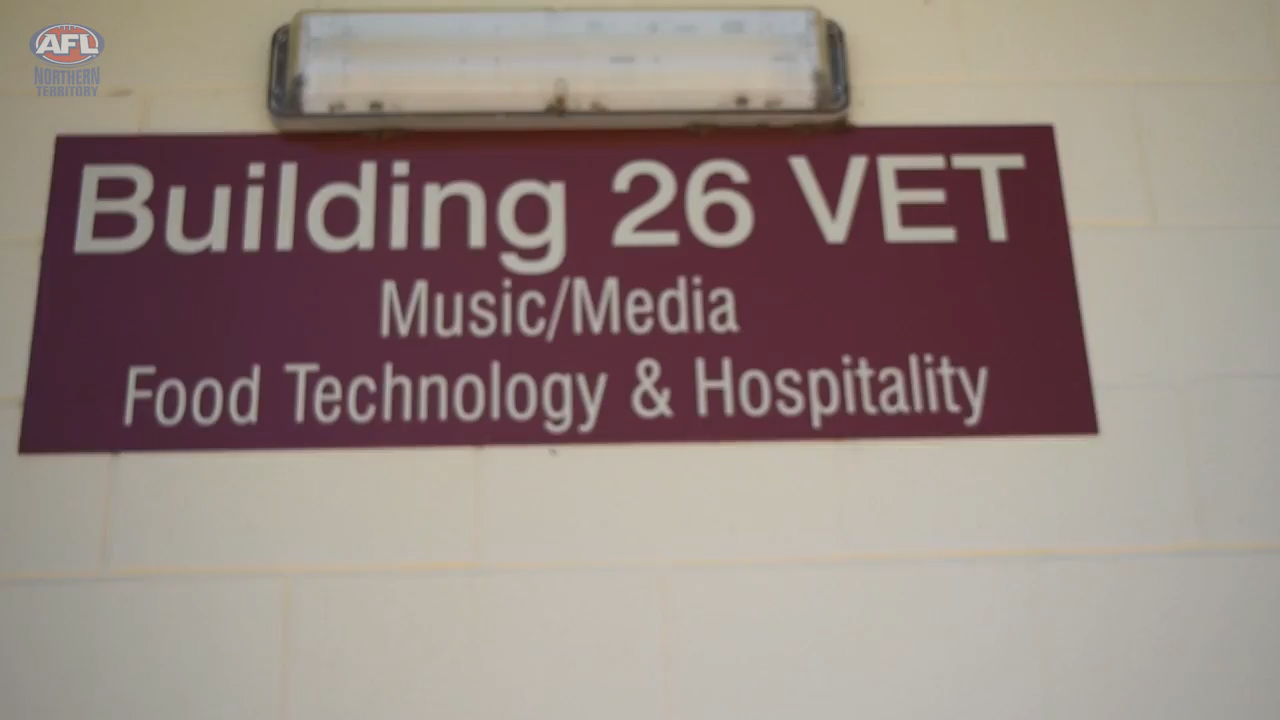 AFL
NORTHERN
TERRITORY
Building 26 VET
Music/Media
Food Technology & Hospitality